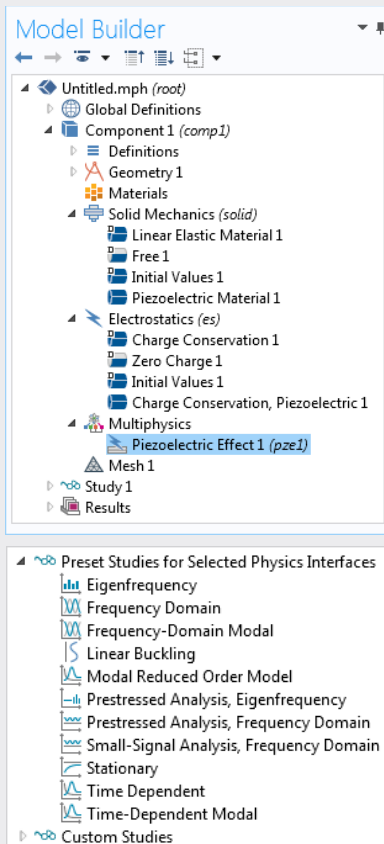 Model Builder
Untitled.mph (root)
Global Definitions
Component 1 (comp1)
Definitions
Geometry 1
Materials
Solid Mechanics (solid)
Linear Elastic Material 1
Free 1
Initial Values 1
Piezoelectric Material 1
Electrostatics (es)
Charge Conservation 1
Zero Charge 1
Initial Values 1
Charge Conservation, Piezoelectric 1
Multiphysics
Piezoelectric Effect 1 (pze1)
Mesh 1
Study 1
Results
Preset Studies for Selected Physics Interfaces
Eigenfrequency
Frequency Domain
Frequency-Domain Modal
Linear Buckling
Modal Reduced Order Model
Prestressed Analysis, Eigenfrequency
Prestressed Analysis, Frequency Domain
Small-Signal Analysis, Frequency Domain
Stationary
Time Dependent
Time-Dependent Modal
Custom Studies